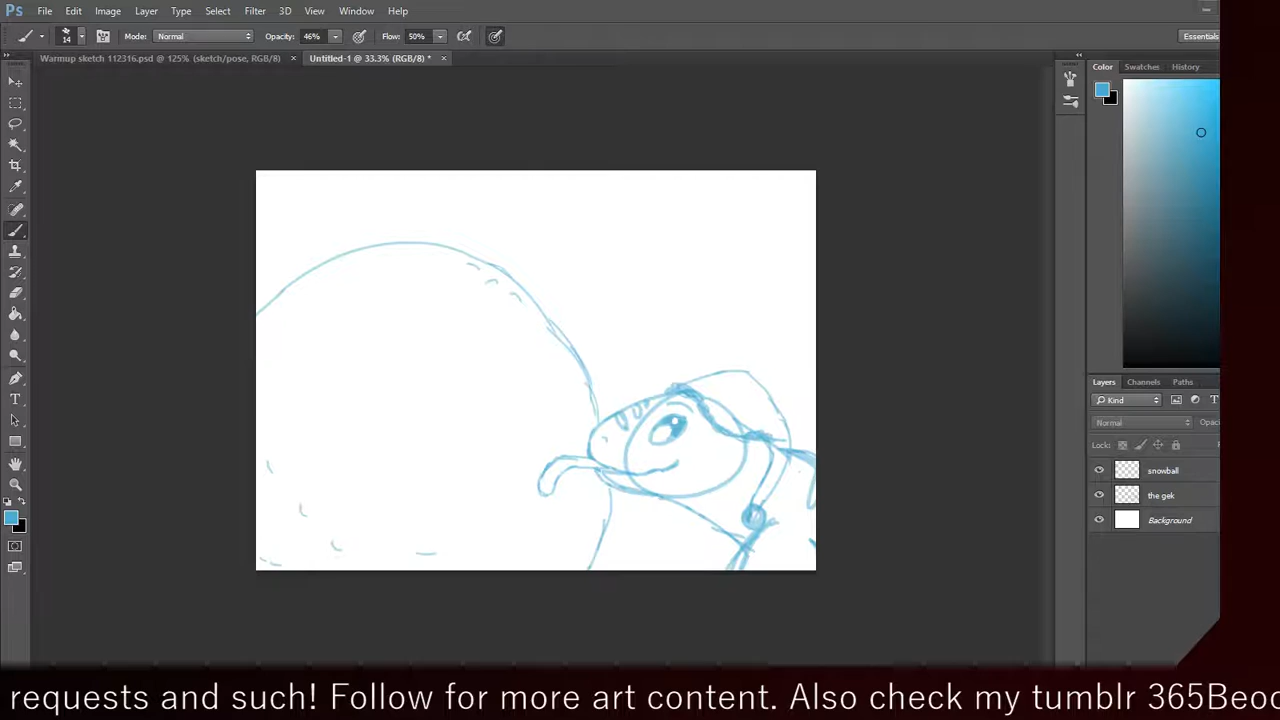 Ps File Edit Image Layer Type Select Filter 3D View Window Help
14 Mode: Normal Opacity: 46% Flow: 50% Essentials
Warmup sketch 112316.psd @ 125% (sketch/pose, RGB/8) × Untitled-1 @ 33.3% (RGB/8) * ×
Color Swatches History
Layers Channels Paths
Kind T
Normal
Lock:
snowball
the gek
Background
requests and such! Follow for more art content. Also check my tumblr